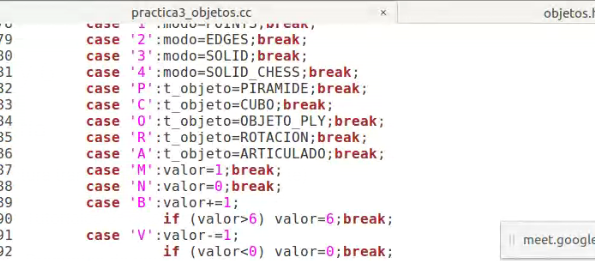 practica3_objetos.cc × objetos.h
case '1':modo=POINTS;break;
79 case '2':modo=EDGES;break;
80 case '3':modo=SOLID;break;
81 case '4':modo=SOLID_CHESS;break;
82 case 'P':t_objeto=PIRAMIDE;break;
83 case 'C':t_objeto=CUBO;break;
84 case 'O':t_objeto=OBJETO_PLY;break;
85 case 'R':t_objeto=ROTACION;break;
86 case 'A':t_objeto=ARTICULADO;break;
87 case 'M':valor=1;break;
88 case 'N':valor=0;break;
89 case 'B':valor+=1;
90 if (valor>6) valor=6;break;
91 case 'V':valor-=1;
92 if (valor<0) valor=0;break;
meet.google